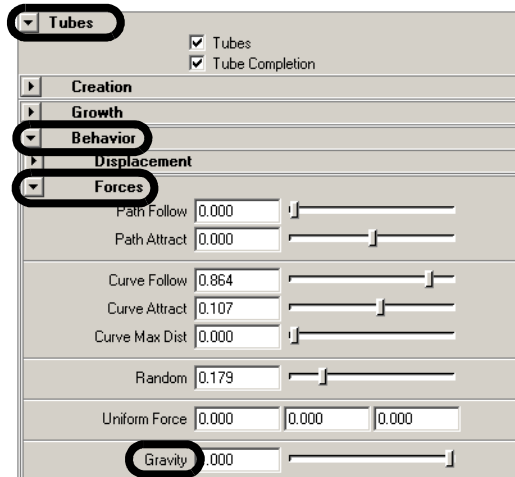 Tubes
Tubes
Tube Completion
Creation
Growth
Behavior
Displacement
Forces
Path Follow 0.000
Path Attract 0.000
Curve Follow 0.864
Curve Attract 0.107
Curve Max Dist 0.000
Random 0.179
Uniform Force 0.000 0.000 0.000
Gravity .000